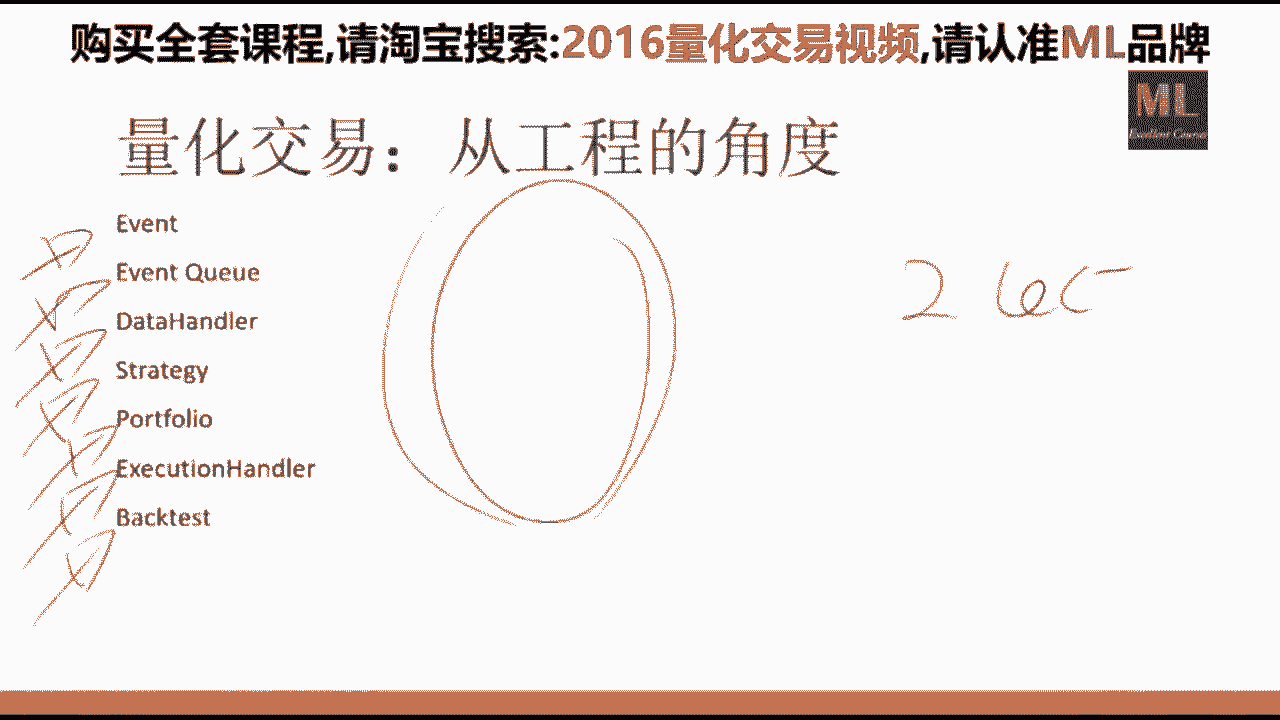 购买全套课程,请淘宝搜索:2016量化交易视频,请认准ML品牌
ML
Excellent Course
量化交易：从工程的角度
Event
Event Queue
DataHandler
Strategy
Portfolio
ExecutionHandler
Backtest
2